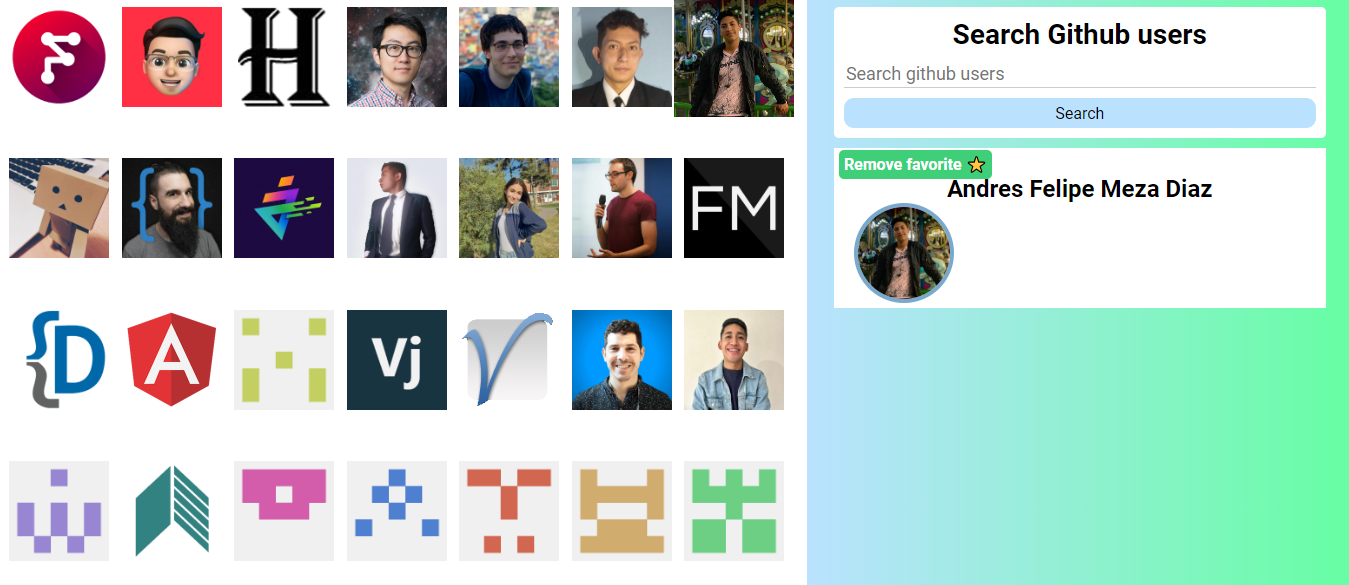 H
Search Github users
Search github users
Search
Remove favorite
Andres Felipe Meza Diaz
FM
D
A
Vj
V